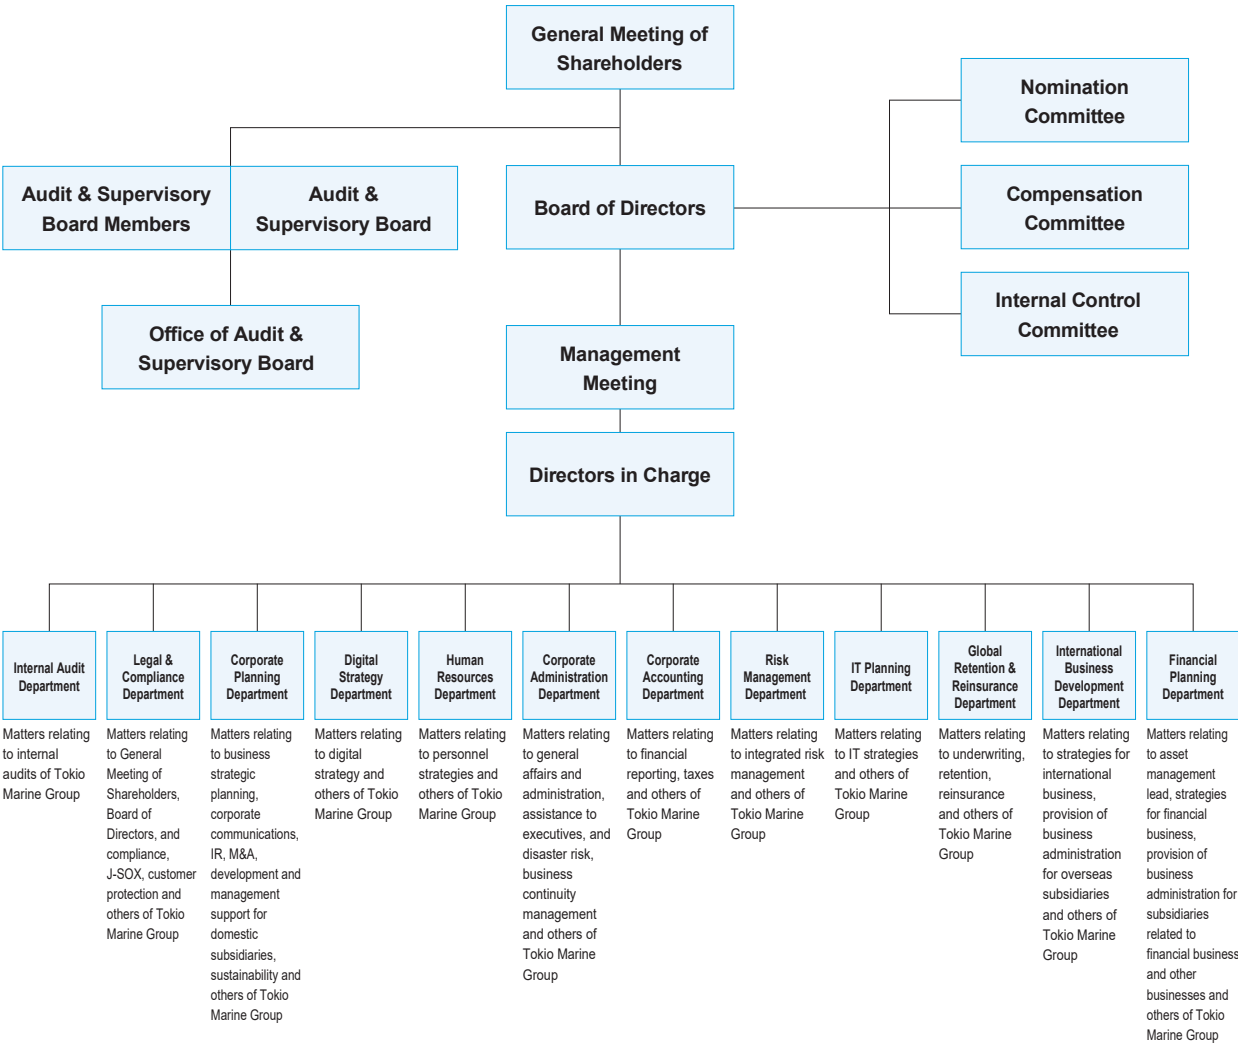 General Meeting of
Shareholders
Nomination
Committee
Audit & Supervisory
Board Members
Audit &
Supervisory Board
Board of Directors
Compensation
Committee
Internal Control
Committee
Office of Audit &
Supervisory Board
Management
Meeting
Directors in Charge
Internal Audit
Department
Matters relating
to internal
audits of Tokio
Marine Group
Legal &
Compliance
Department
Matters relating
to General
Meeting of
Shareholders,
Board of
Directors, and
compliance,
J-SOX, customer
protection and
others of Tokio
Marine Group
Corporate
Planning
Department
Matters relating
to business
strategic
planning,
corporate
communications,
IR, M&A,
development and
management
support for
domestic
subsidiaries,
sustainability and
others of Tokio
Marine Group
Digital
Strategy
Department
Matters relating
to digital
strategy and
others of Tokio
Marine Group
Human
Resources
Department
Matters relating
to personnel
strategies and
others of Tokio
Marine Group
Corporate
Administration
Department
Matters relating
to general
affairs and
administration,
assistance to
executives, and
disaster risk,
business
continuity
management
and others of
Tokio Marine
Group
Corporate
Accounting
Department
Matters relating
to financial
reporting, taxes
and others of
Tokio Marine
Group
Risk
Management
Department
Matters relating
to integrated risk
management
and others of
Tokio Marine
Group
IT Planning
Department
Matters relating
to IT strategies
and others of
Tokio Marine
Group
Global
Retention &
Reinsurance
Department
Matters relating
to underwriting,
retention,
reinsurance
and others of
Tokio Marine
Group
International
Business
Development
Department
Matters relating
to strategies for
international
business,
provision of
business
administration
for overseas
subsidiaries
and others of
Tokio Marine
Group
Financial
Planning
Department
Matters relating
to asset
management
lead, strategies
for financial
business,
provision of
business
administration for
subsidiaries
related to
financial business
and other
businesses and
others of Tokio
Marine Group